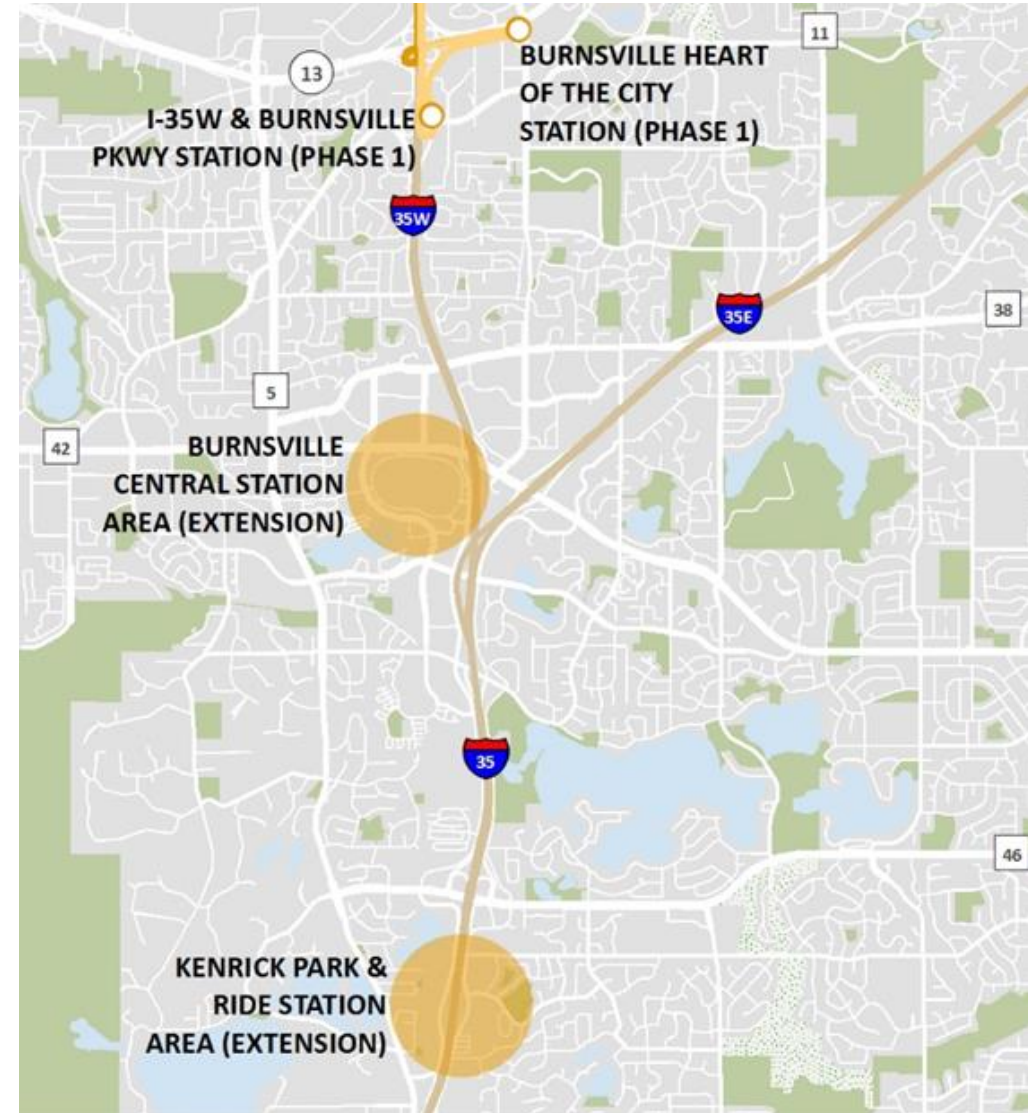 11
BURNSVILLE HEART
OF THE CITY
STATION (PHASE 1)
13
I-35W & BURNSVILLE
PKWY STATION (PHASE 1)
35W
35E
38
5
42
BURNSVILLE
CENTRAL STATION
AREA (EXTENSION)
35
46
KENRICK PARK &
RIDE STATION
AREA (EXTENSION)